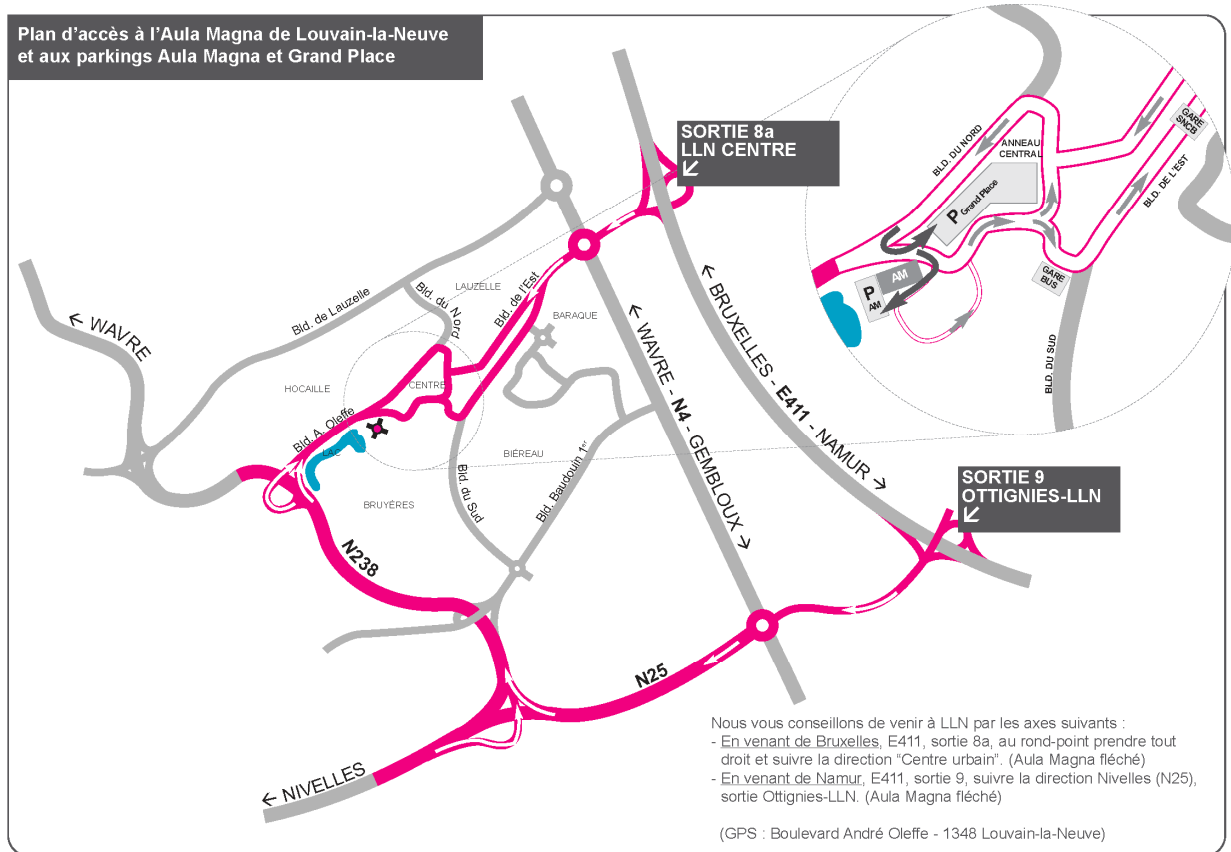 Plan d'accès à l'Aula Magna de Louvain-la-Neuve
et aux parkings Aula Magna et Grand Place
SORTIE 8a
LLN CENTRE
↙
BLD. DU NORD
ANNEAU
CENTRAL
GARE
SNCB
BLD. DE L'EST
P Grand Place
AM
P
AM
GARE
BUS
BLD. DU SUD
← WAVRE
Bld. de Lauzelle
LAUZELLE
Bld. du Nord
Bld. de l'Est
BARAQUE
HOCAILLE
CENTRE
Bld. A. Oleffe
LAC
BRUYÈRES
BIÉREAU
Bld. du Sud
Bld. Baudouin 1er
← WAVRE - N4 - GEMBLOUX →
← BRUXELLES - E411 - NAMUR →
SORTIE 9
OTTIGNIES-LLN
↙
N238
N25
← NIVELLES
Nous vous conseillons de venir à LLN par les axes suivants :
- En venant de Bruxelles, E411, sortie 8a, au rond-point prendre tout
droit et suivre la direction “Centre urbain”. (Aula Magna fléché)
- En venant de Namur, E411, sortie 9, suivre la direction Nivelles (N25),
sortie Ottignies-LLN. (Aula Magna fléché)
(GPS : Boulevard André Oleffe - 1348 Louvain-la-Neuve)